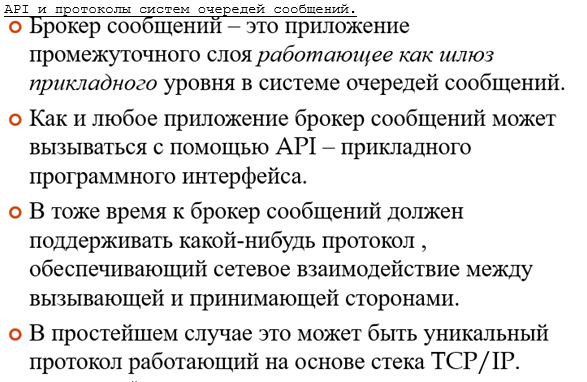 API и протоколы систем очередей сообщений.
Брокер сообщений – это приложение
промежуточного слоя работающее как шлюз
прикладного уровня в системе очередей сообщений.
Как и любое приложение брокер сообщений может
вызываться с помощью API – прикладного
программного интерфейса.
В тоже время к брокер сообщений должен
поддерживать какой-нибудь протокол ,
обеспечивающий сетевое взаимодействие между
вызывающей и принимающей сторонами.
В простейшем случае это может быть уникальный
протокол работающий на основе стека TCP/IP.